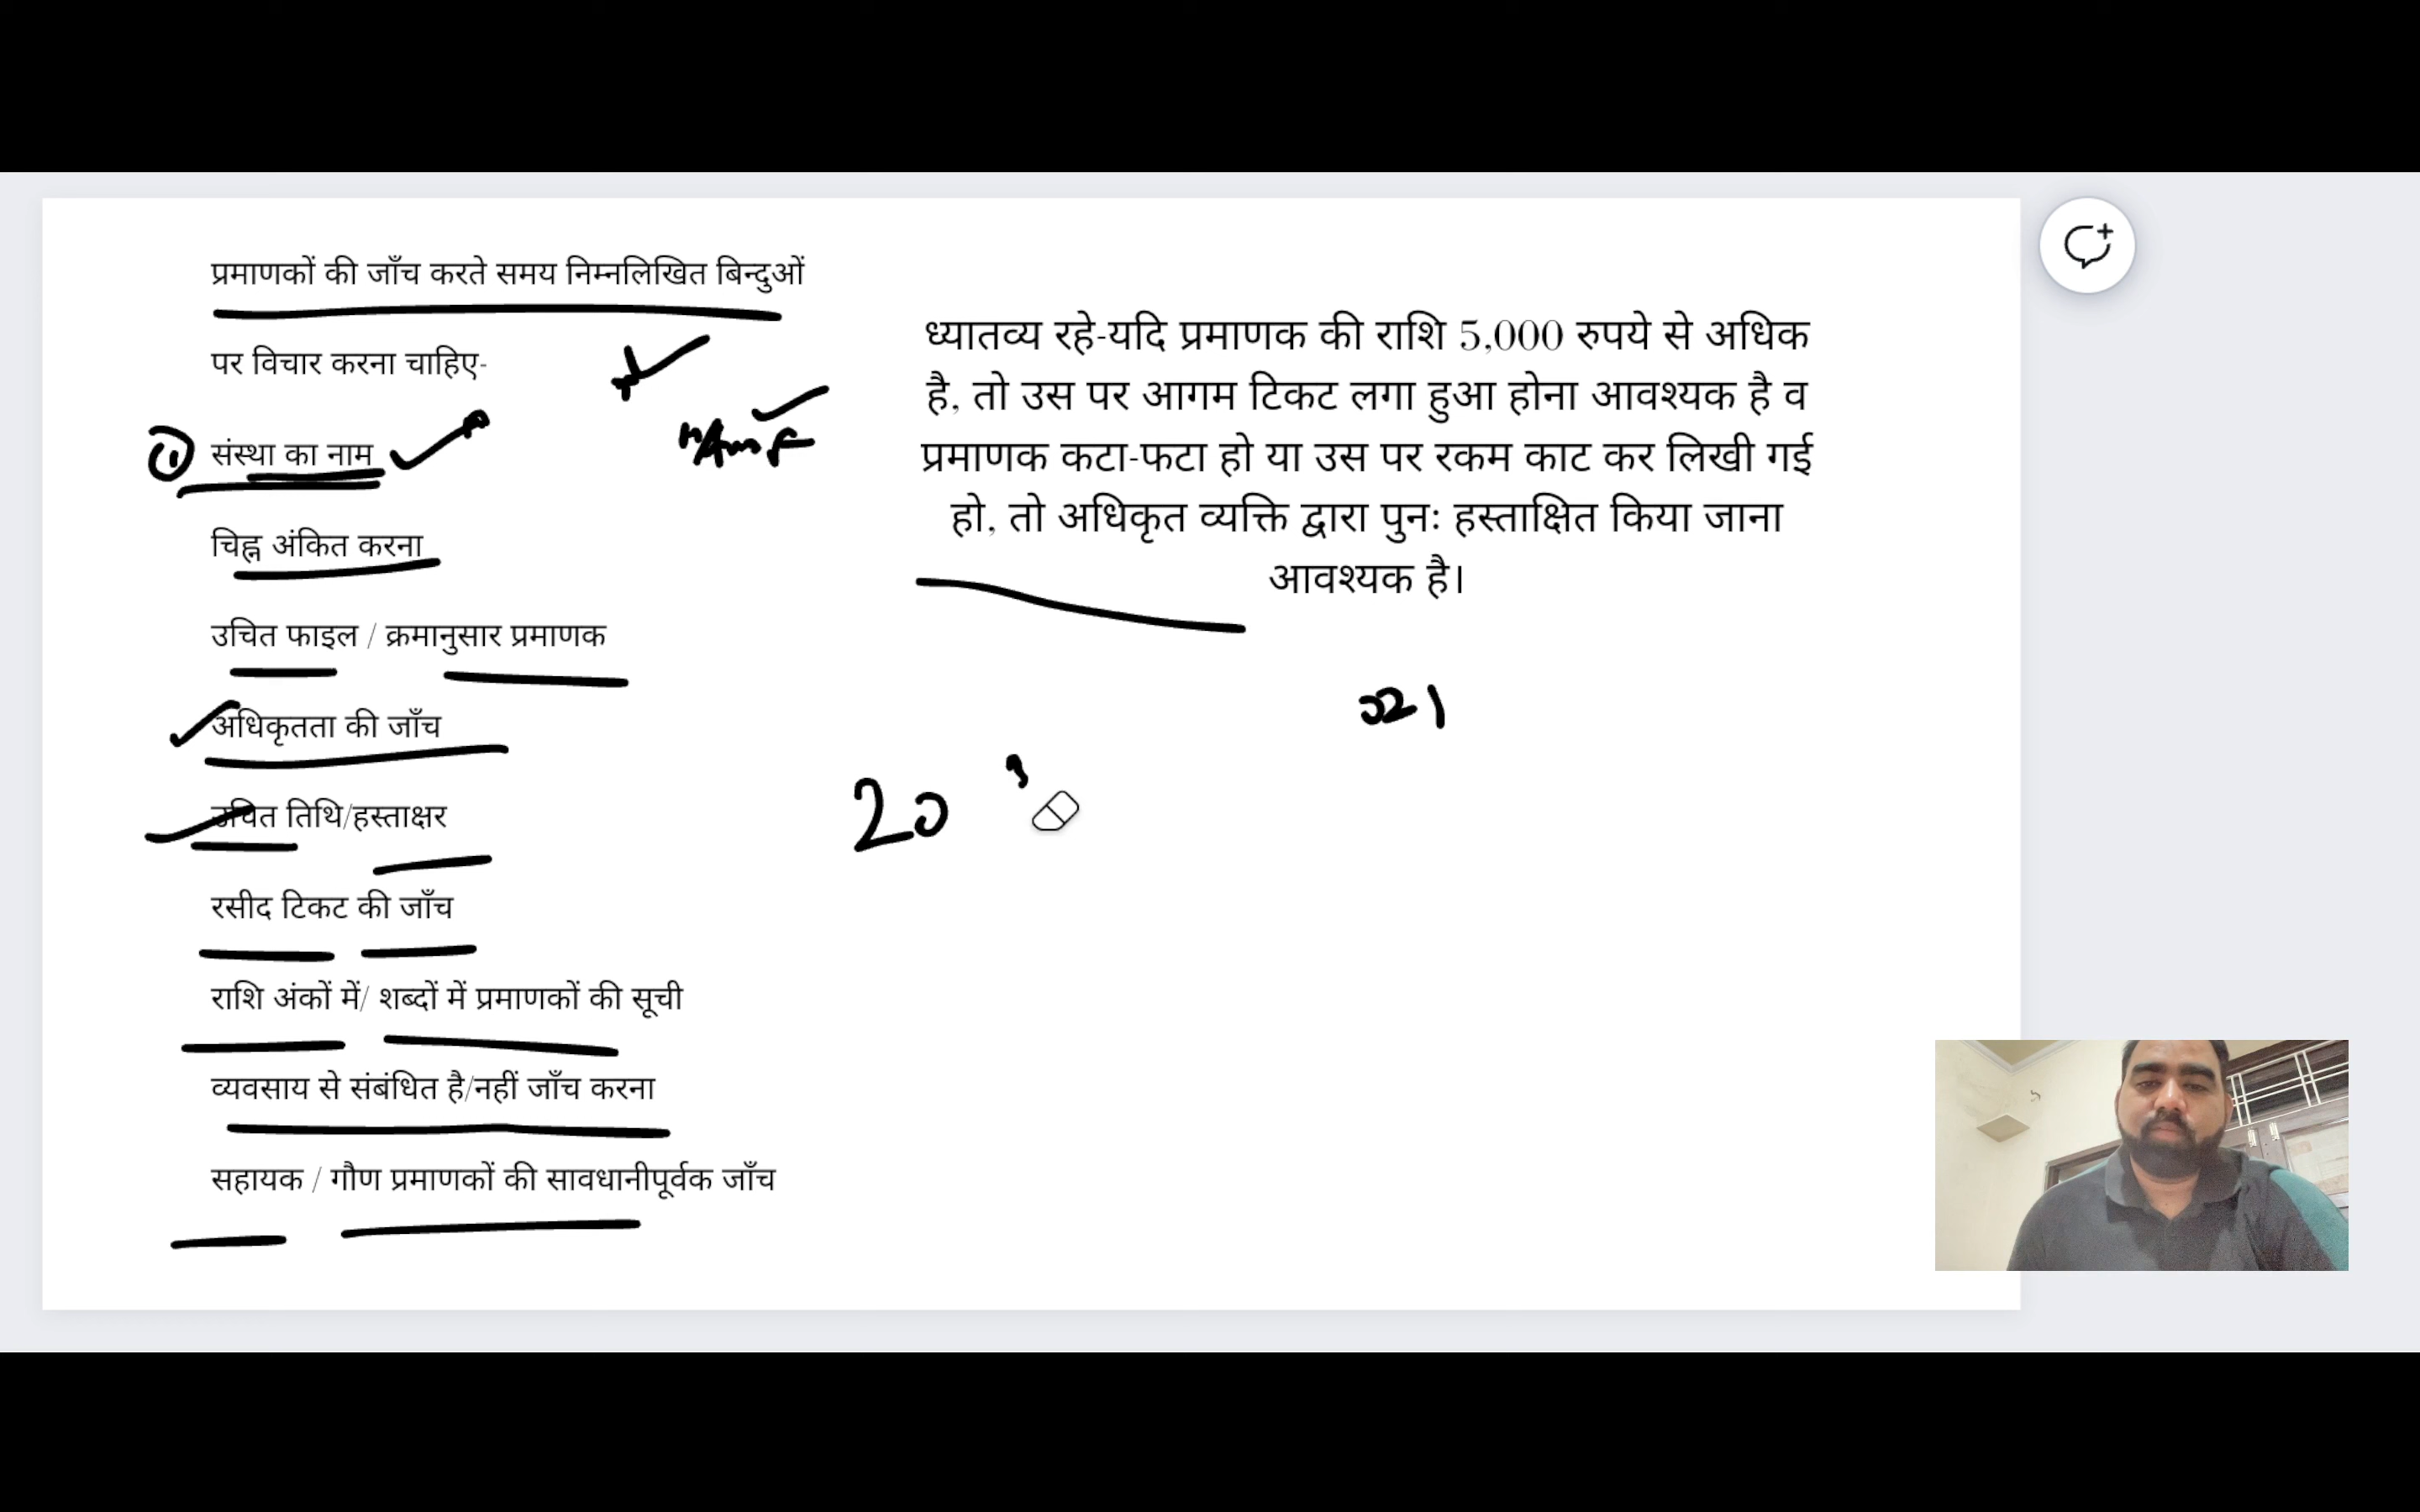 प्रमाणकों की जाँच करते समय निम्नलिखित बिन्दुओं
पर विचार करना चाहिए-
① संस्था का नाम
चिह्न अंकित करना
उचित फाइल / क्रमानुसार प्रमाणक
अधिकृतता की जाँच
उचित तिथि/हस्ताक्षर
रसीद टिकट की जाँच
राशि अंकों में/ शब्दों में प्रमाणकों की सूची
व्यवसाय से संबंधित है/नहीं जाँच करना
सहायक / गौण प्रमाणकों की सावधानीपूर्वक जाँच
ध्यातव्य रहे-यदि प्रमाणक की राशि 5,000 रुपये से अधिक
है, तो उस पर आगम टिकट लगा हुआ होना आवश्यक है व
प्रमाणक कटा-फटा हो या उस पर रकम काट कर लिखी गई
हो, तो अधिकृत व्यक्ति द्वारा पुनः हस्ताक्षित किया जाना
आवश्यक है।
20